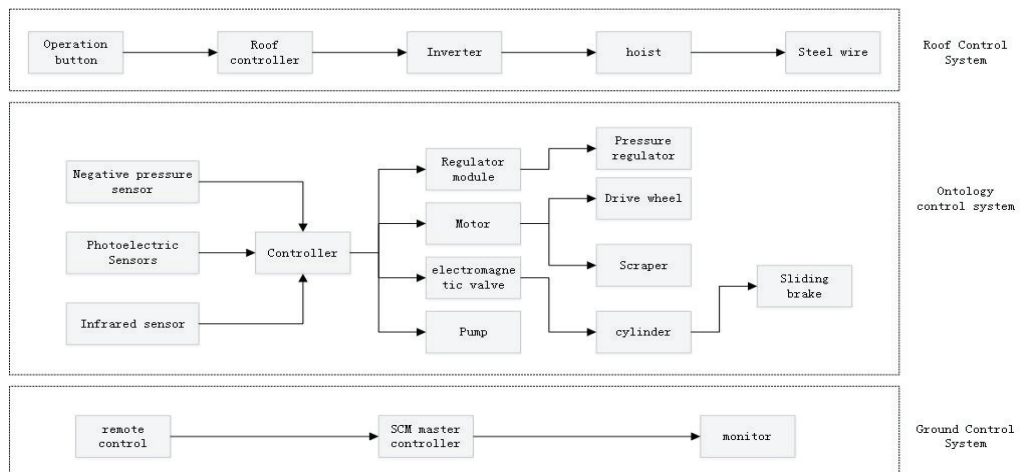 Operation
button
Roof
controller
Inverter
hoist
Steel wire
Roof Control
System
Negative pressure
sensor
Photoelectric
Sensors
Infrared sensor
Controller
Regulator
module
Motor
electromagne
tic valve
Pump
Pressure
regulator
Drive wheel
Scraper
cylinder
Sliding
brake
Ontology
control system
remote
control
SCM master
controller
monitor
Ground Control
System